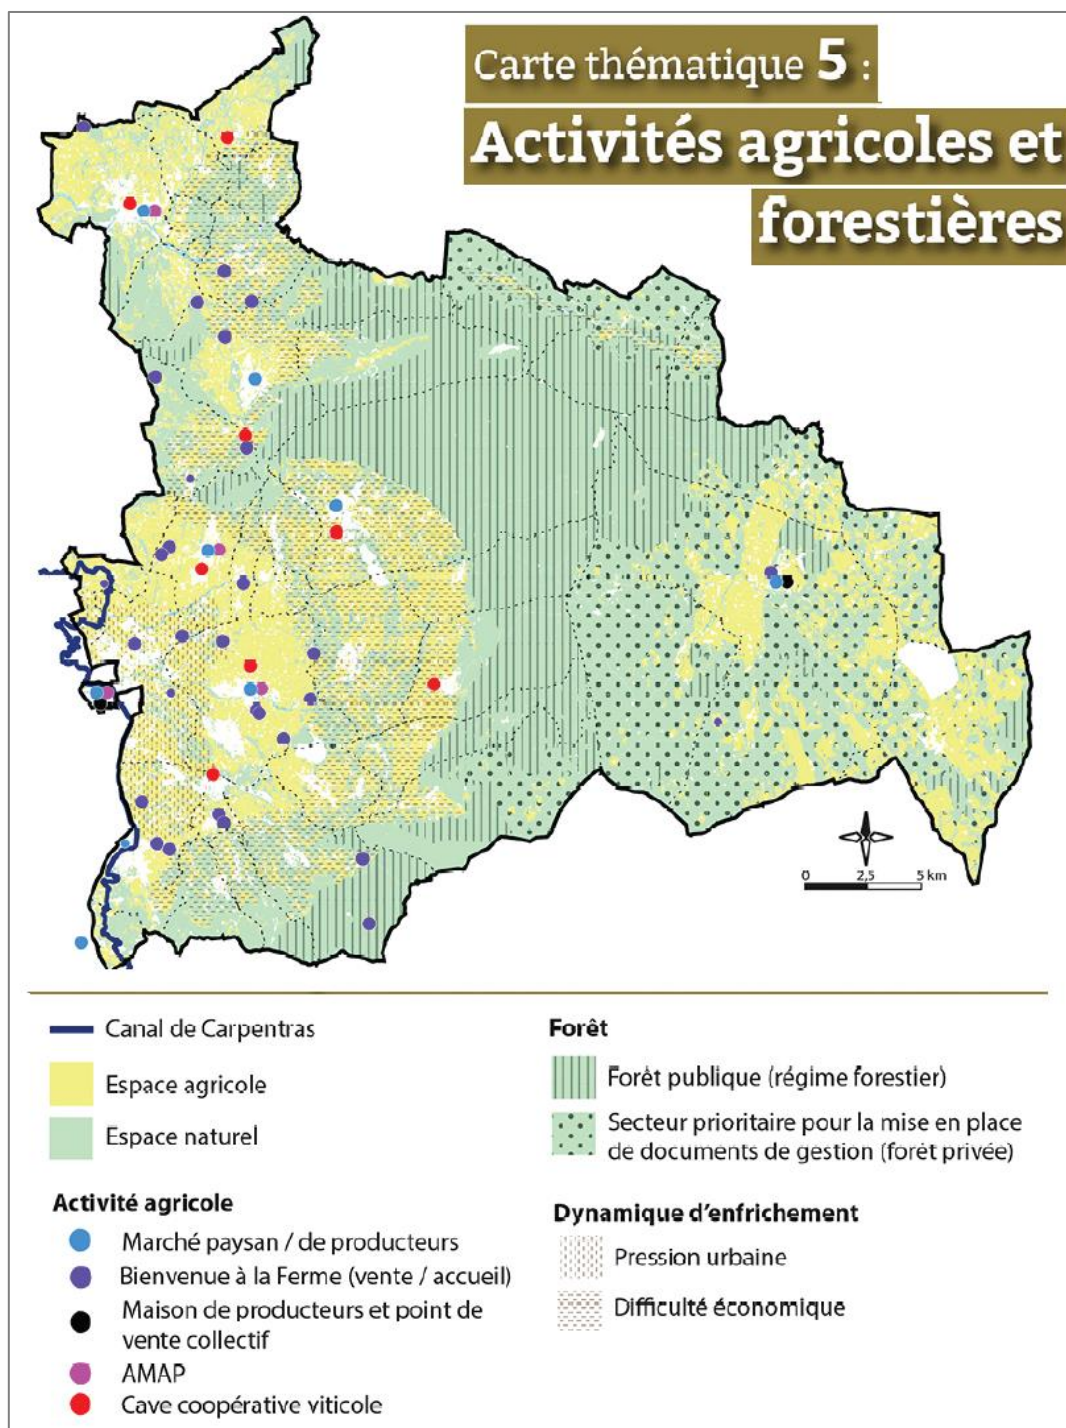 Carte thématique 5 :
Activités agricoles et
forestières
0 2,5 5 km
Canal de Carpentras
Espace agricole
Espace naturel
Activité agricole
Marché paysan / de producteurs
Bienvenue à la Ferme (vente / accueil)
Maison de producteurs et point de
vente collectif
AMAP
Cave coopérative viticole
Forêt
Forêt publique (régime forestier)
Secteur prioritaire pour la mise en place
de documents de gestion (forêt privée)
Dynamique d'enfrichement
Pression urbaine
Difficulté économique